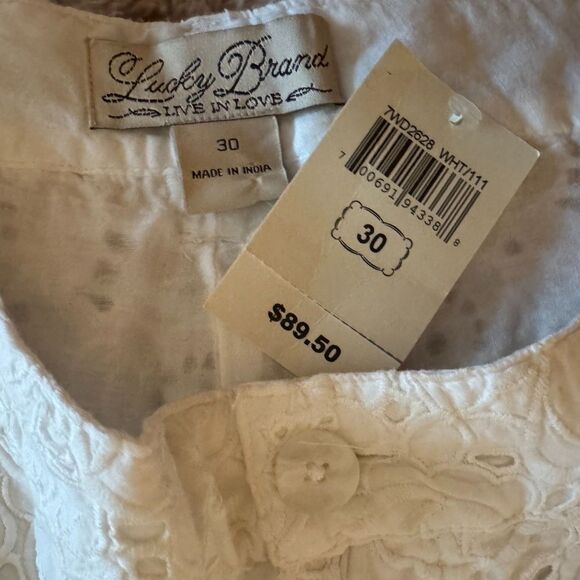 Lucky Brand
LIVE IN LOVE
30
MADE IN INDIA
7WD2628 WHT/111
7 00691 94338 8
30
$89.50